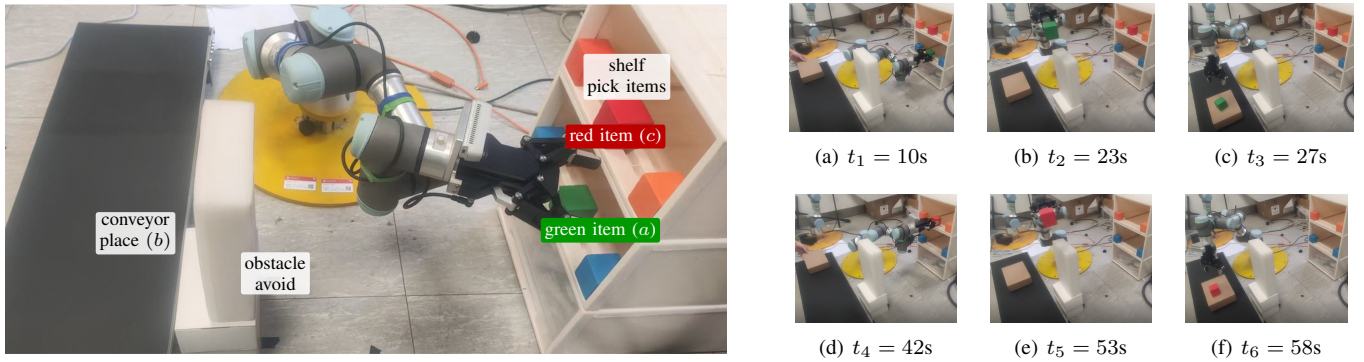 shelf
pick items
red item (c)
green item (a)
conveyor
place (b)
obstacle
avoid
(a) t₁ = 10s
(b) t₂ = 23s
(c) t₃ = 27s
(d) t₄ = 42s
(e) t₅ = 53s
(f) t₆ = 58s